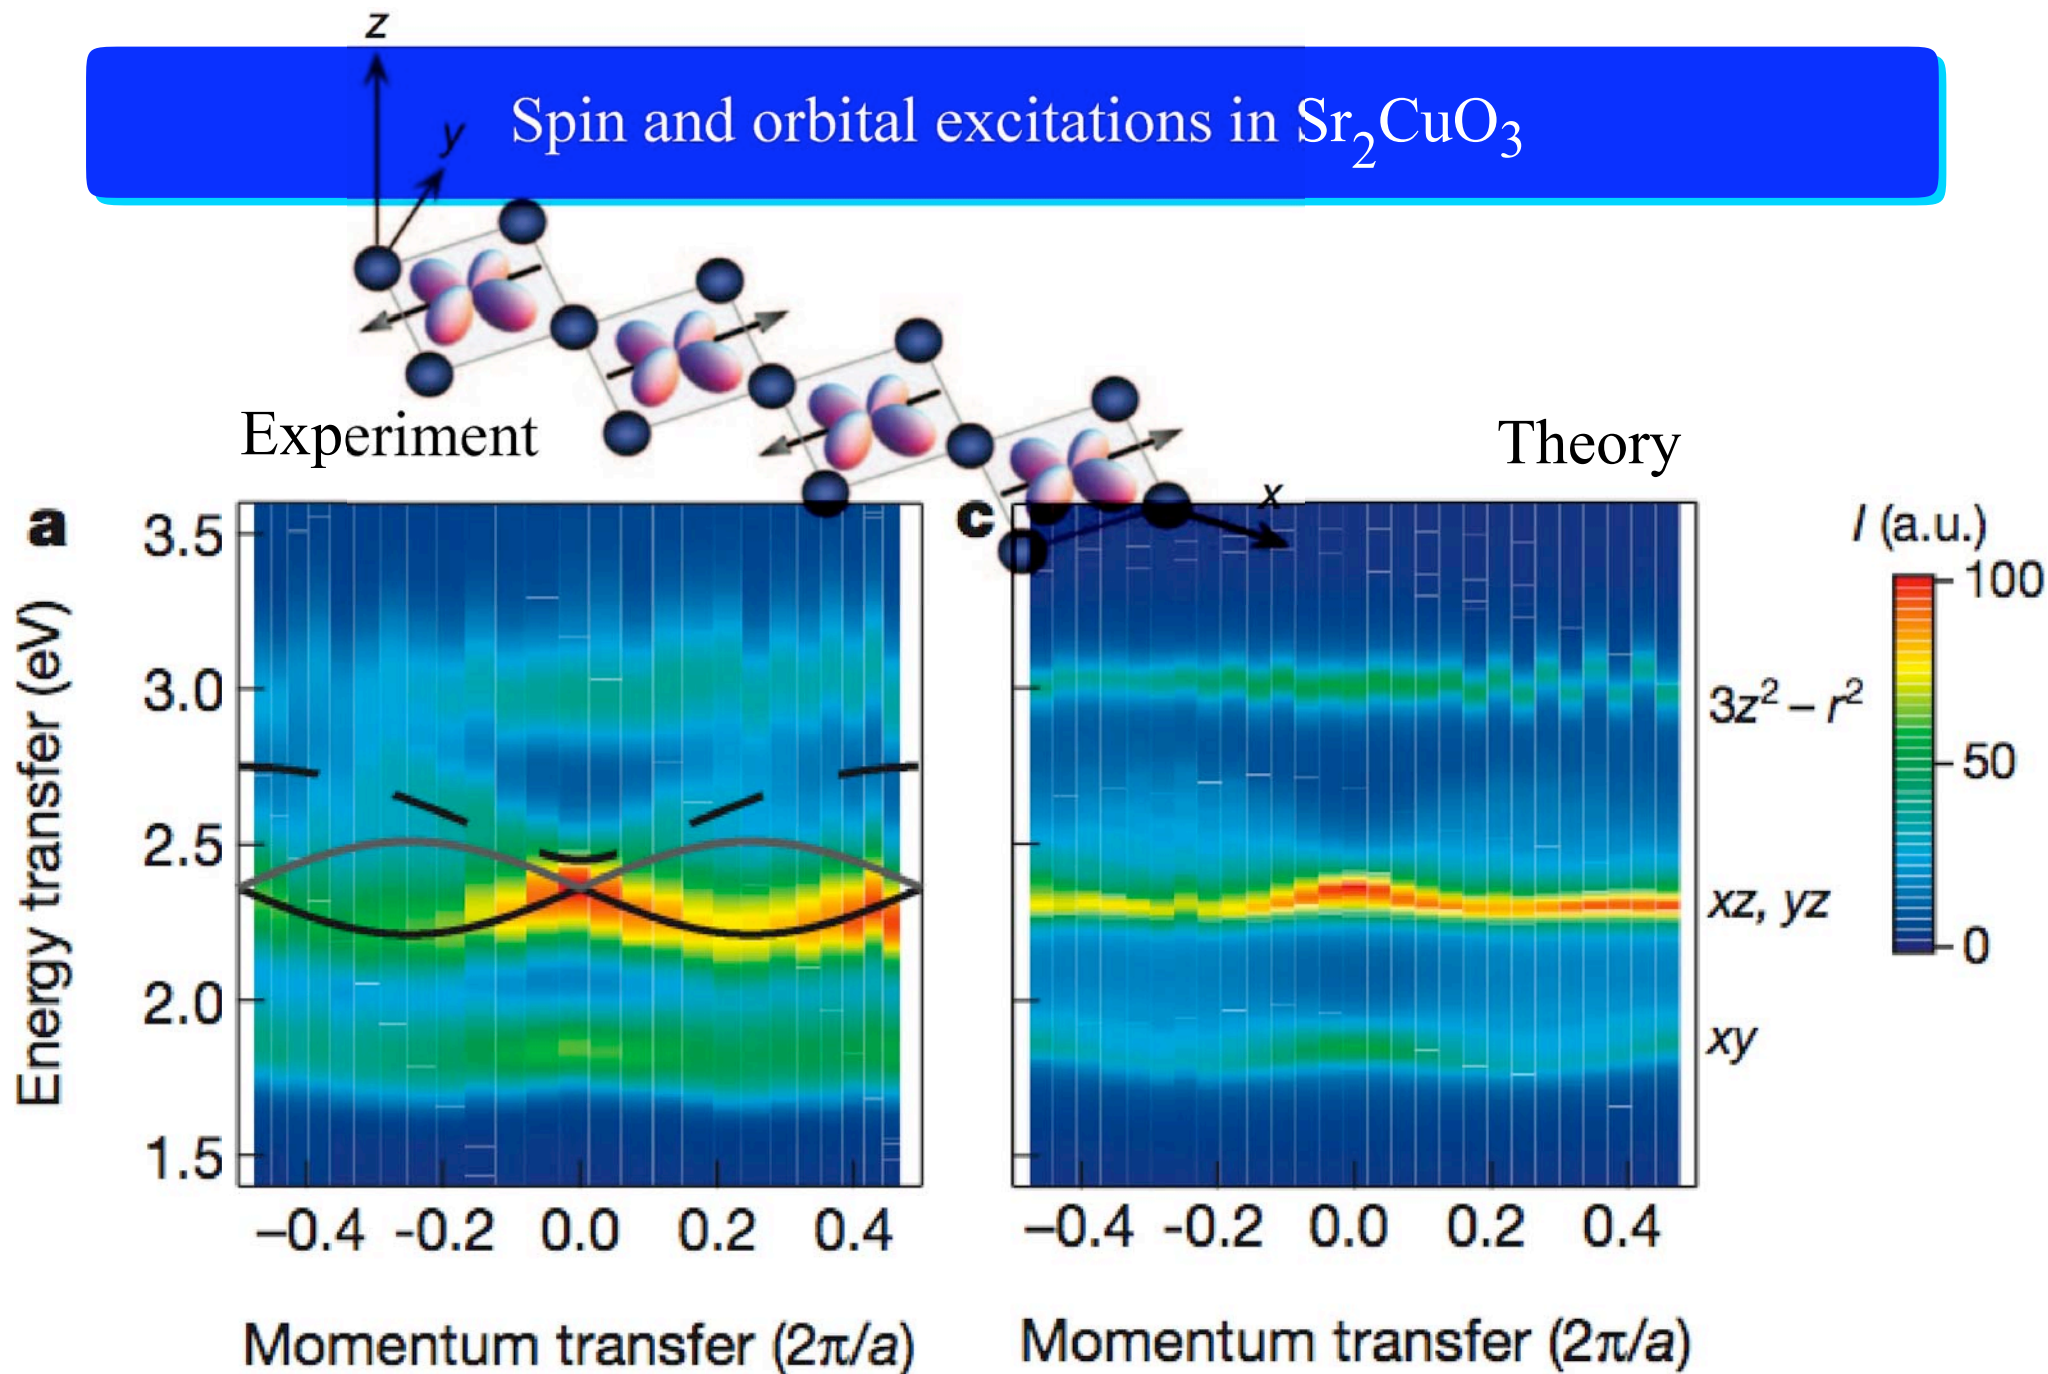 z
y
Spin and orbital excitations in Sr₂CuO₃
Experiment
Theory
x
a
c
I (a.u.)
100
50
0
Energy transfer (eV)
3.5
3.0
2.5
2.0
1.5
3z² – r²
xz, yz
xy
–0.4 -0.2 0.0 0.2 0.4
–0.4 -0.2 0.0 0.2 0.4
Momentum transfer (2π/a)
Momentum transfer (2π/a)